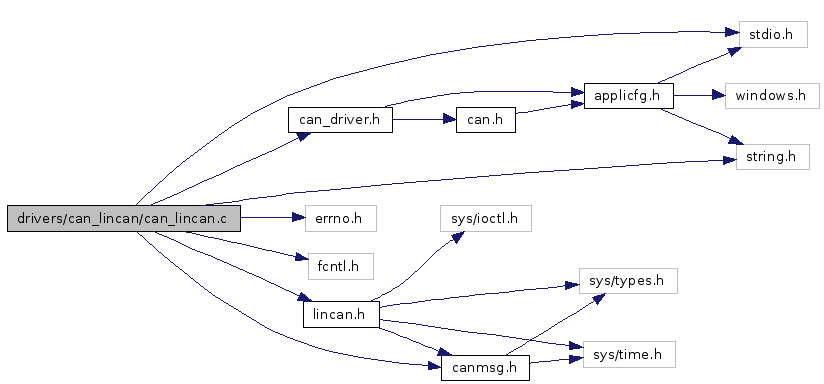 stdio.h
applicfg.h
windows.h
can_driver.h
can.h
string.h
drivers/can_lincan/can_lincan.c
errno.h
sys/ioctl.h
fcntl.h
sys/types.h
lincan.h
sys/time.h
canmsg.h